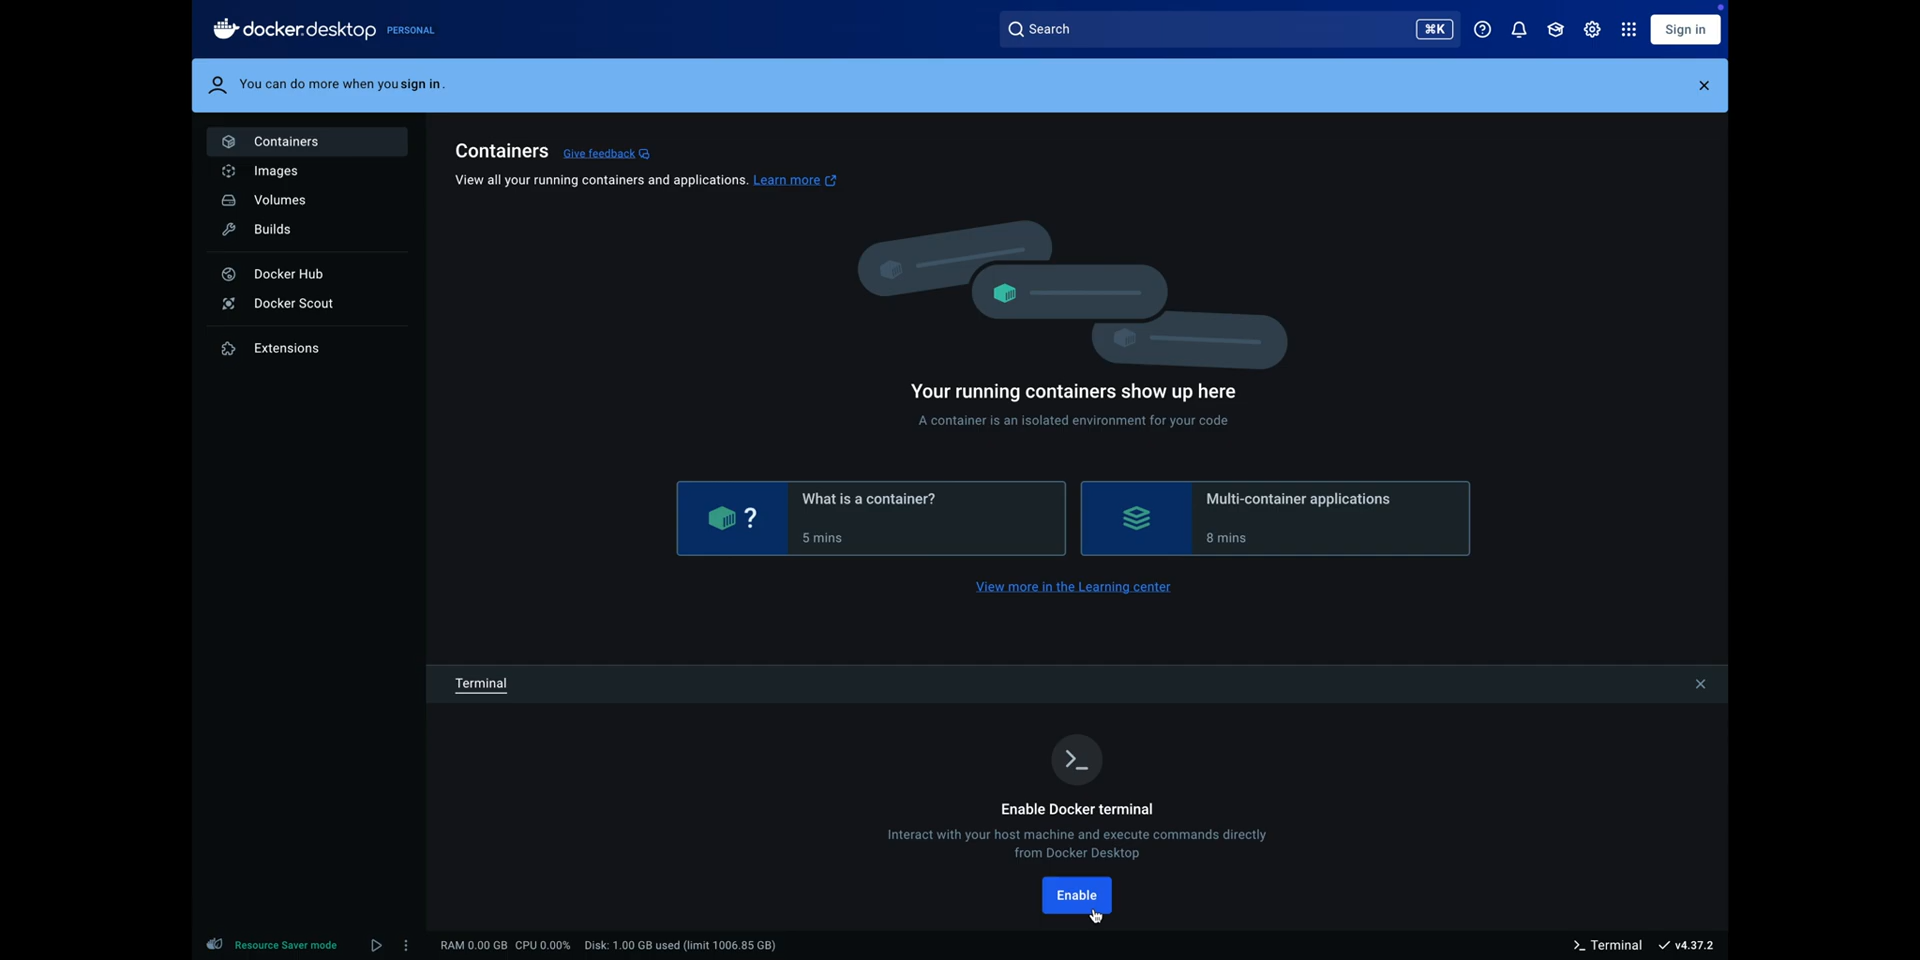 docker.desktop PERSONAL
Search
⌘K
Sign in
You can do more when you sign in.
Containers
Images
Volumes
Builds
Docker Hub
Docker Scout
Extensions
Containers Give feedback
View all your running containers and applications. Learn more
Your running containers show up here
A container is an isolated environment for your code
?
What is a container?
5 mins
Multi-container applications
8 mins
View more in the Learning center
Terminal
Enable Docker terminal
Interact with your host machine and execute commands directly
from Docker Desktop
Enable
Resource Saver mode
RAM 0.00 GB CPU 0.00% Disk: 1.00 GB used (limit 1006.85 GB)
Terminal
v4.37.2